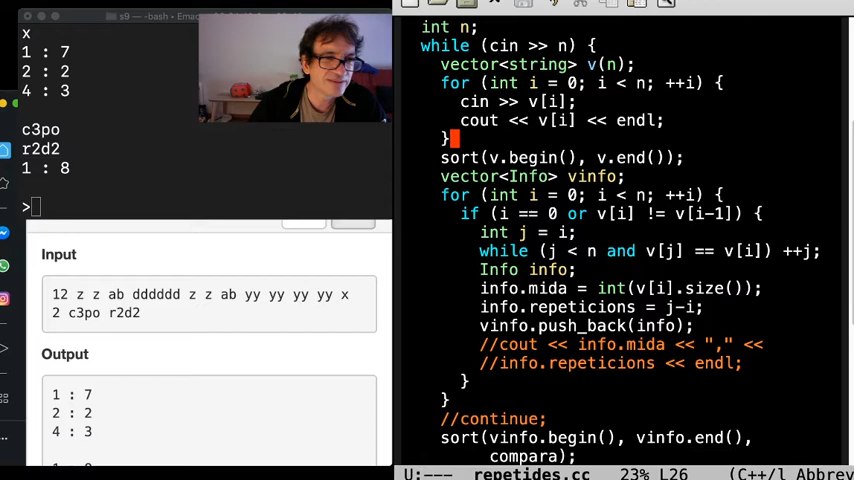 s9 — -bash
Emac
x
1 : 7
2 : 2
4 : 3
c3po
r2d2
1 : 8
>
Input
12 z z ab dddddd z z ab yy yy yy yy x
2 c3po r2d2
Output
1 : 7
2 : 2
4 : 3
int n;
while (cin >> n) {
vector<string> v(n);
for (int i = 0; i < n; ++i) {
cin >> v[i];
cout << v[i] << endl;
}
sort(v.begin(), v.end());
vector<Info> vinfo;
for (int i = 0; i < n; ++i) {
if (i == 0 or v[i] != v[i-1]) {
int j = i;
while (j < n and v[j] == v[i]) ++j;
Info info;
info.mida = int(v[i].size());
info.repeticions = j-i;
vinfo.push_back(info);
//cout << info.mida << "," <<
//info.repeticions << endl;
}
}
//continue;
sort(vinfo.begin(), vinfo.end(),
compara);
U:--- repetides.cc 23% L26 (C++/l Abbrev